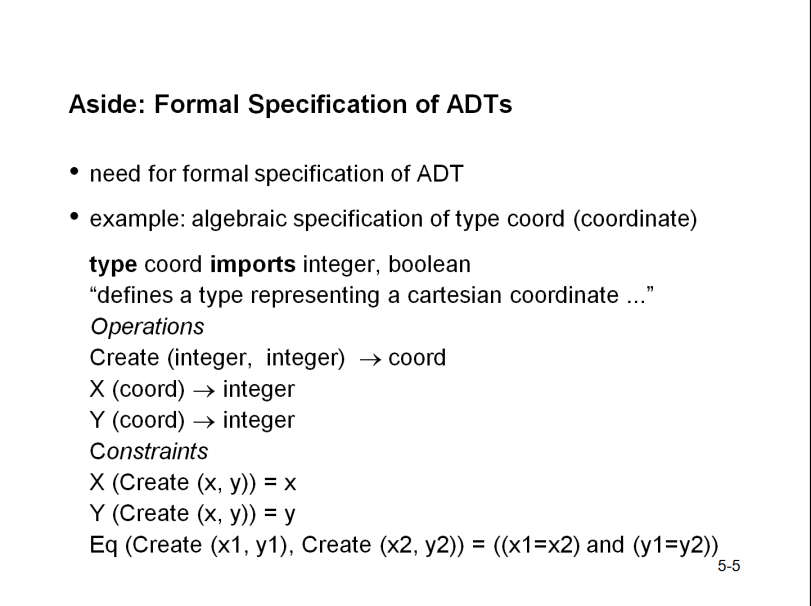 Aside: Formal Specification of ADTs
• need for formal specification of ADT
• example: algebraic specification of type coord (coordinate)
type coord imports integer, boolean
“defines a type representing a cartesian coordinate ...”
Operations
Create (integer,  integer)  → coord
X (coord) → integer
Y (coord) → integer
Constraints
X (Create (x, y)) = x
Y (Create (x, y)) = y
Eq (Create (x1, y1), Create (x2, y2)) = ((x1=x2) and (y1=y2))
5-5